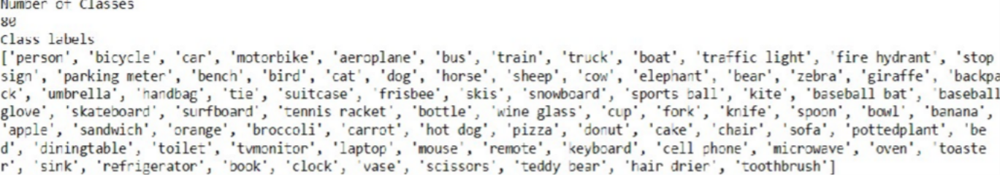 Number of Classes
80
Class labels
['person', 'bicycle', 'car', 'motorbike', 'aeroplane', 'bus', 'train', 'truck', 'boat', 'traffic light', 'fire hydrant', 'stop
sign', 'parking meter', 'bench', 'bird', 'cat', 'dog', 'horse', 'sheep', 'cow', 'elephant', 'bear', 'zebra', 'giraffe', 'backpa
ck', 'umbrella', 'handbag', 'tie', 'suitcase', 'frisbee', 'skis', 'snowboard', 'sports ball', 'kite', 'baseball bat', 'baseball
glove', 'skateboard', 'surfboard', 'tennis racket', 'bottle', 'wine glass', 'cup', 'fork', 'knife', 'spoon', 'bowl', 'banana',
'apple', 'sandwich', 'orange', 'broccoli', 'carrot', 'hot dog', 'pizza', 'donut', 'cake', 'chair', 'sofa', 'pottedplant', 'be
d', 'diningtable', 'toilet', 'tvmonitor', 'laptop', 'mouse', 'remote', 'keyboard', 'cell phone', 'microwave', 'oven', 'toaste
r', 'sink', 'refrigerator', 'book', 'clock', 'vase', 'scissors', 'teddy bear', 'hair drier', 'toothbrush']